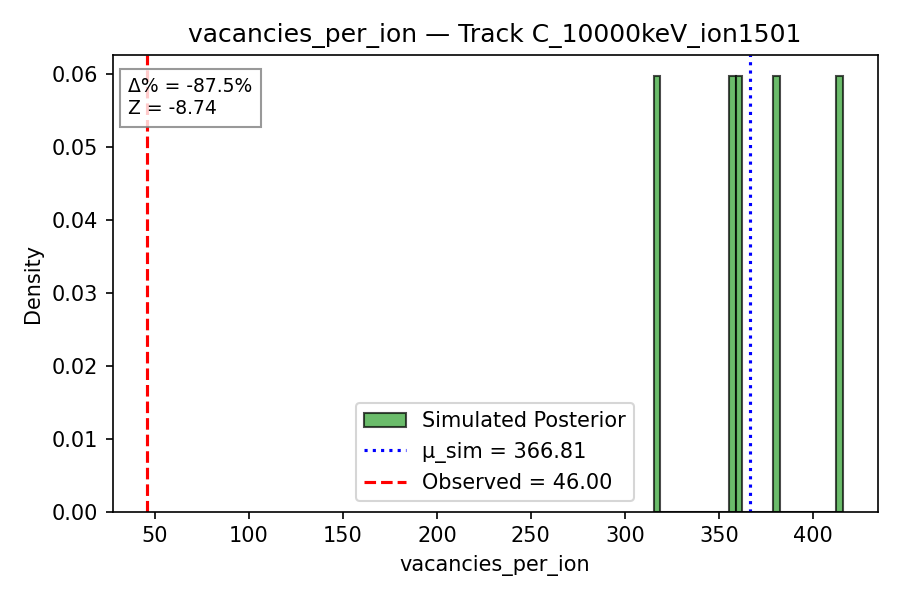 vacancies_per_ion — Track C_10000keV_ion1501
Δ% = -87.5%
Z = -8.74
0.06
0.05
0.04
0.03
0.02
0.01
0.00
Density
Simulated Posterior
μ_sim = 366.81
Observed = 46.00
50
100
150
200
250
300
350
400
vacancies_per_ion